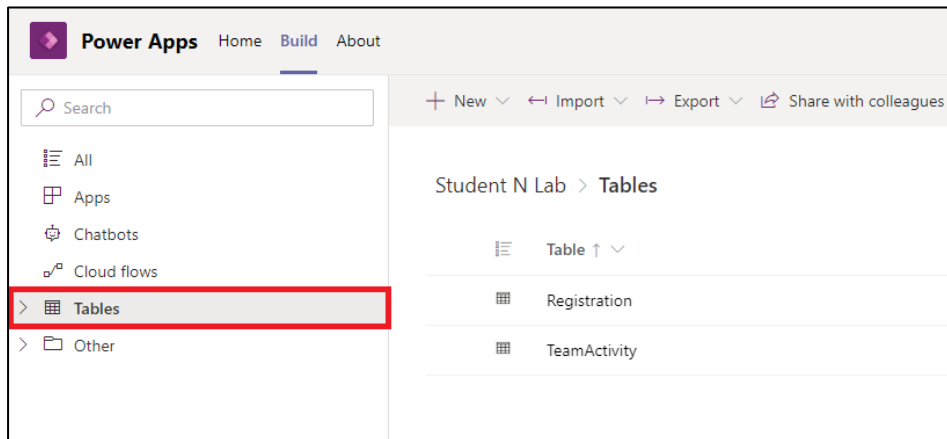 Power Apps Home Build About
Search
New Import Export Share with colleagues
All
Apps
Chatbots
Cloud flows
Tables
Other
Student N Lab > Tables
Table ↑
Registration
TeamActivity